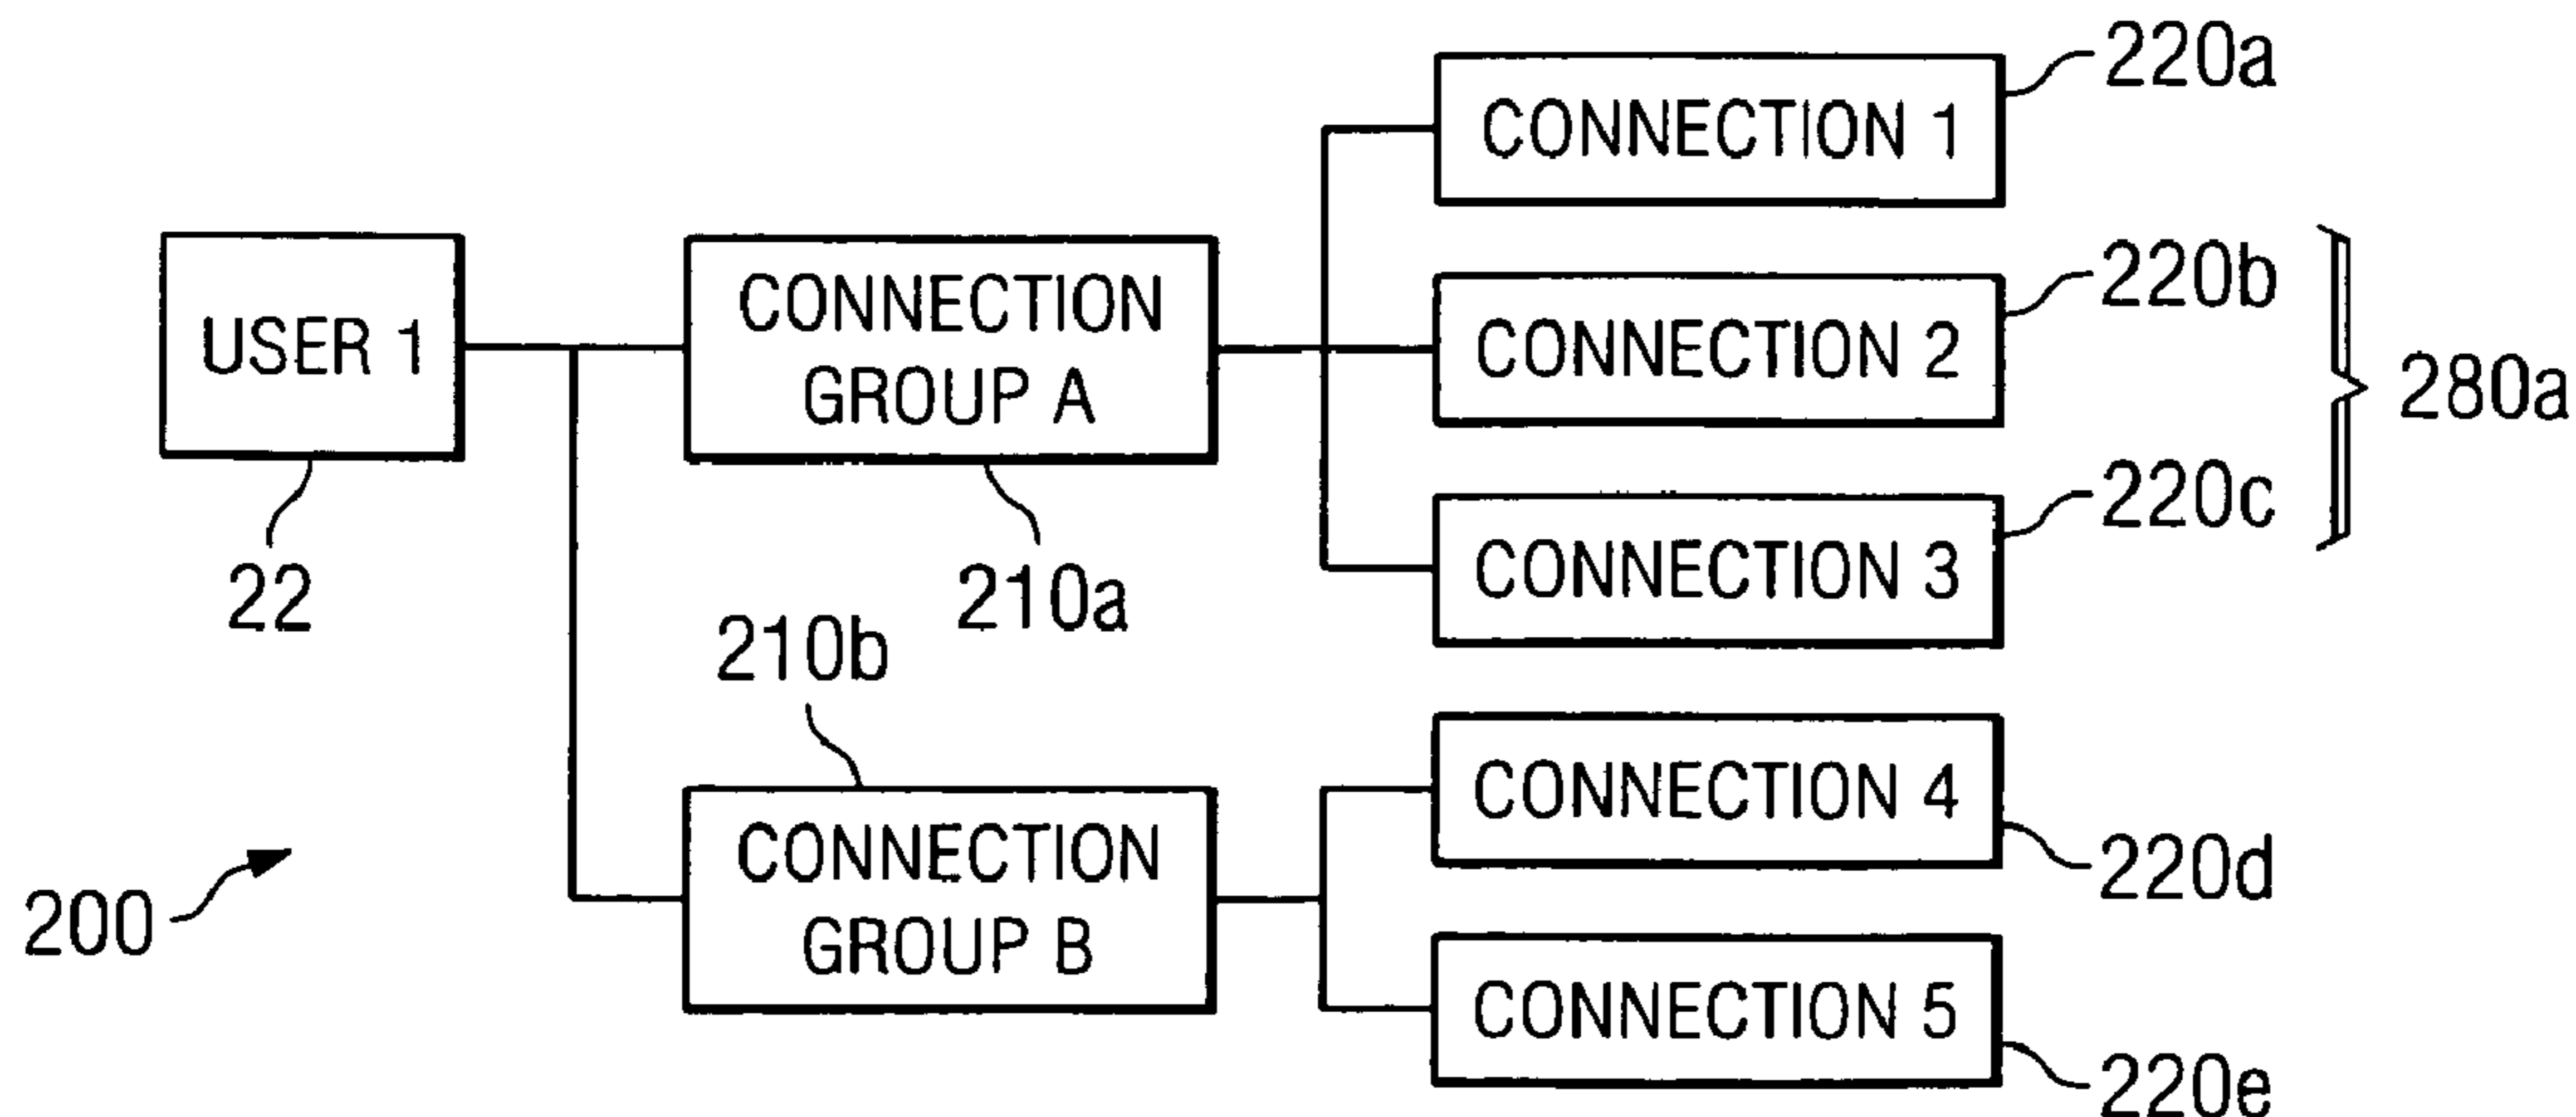 220a
CONNECTION 1
220b
USER 1
CONNECTION
GROUP A
CONNECTION 2
280a
220c
22
210a
CONNECTION 3
210b
CONNECTION 4
220d
CONNECTION
GROUP B
200
CONNECTION 5
220e